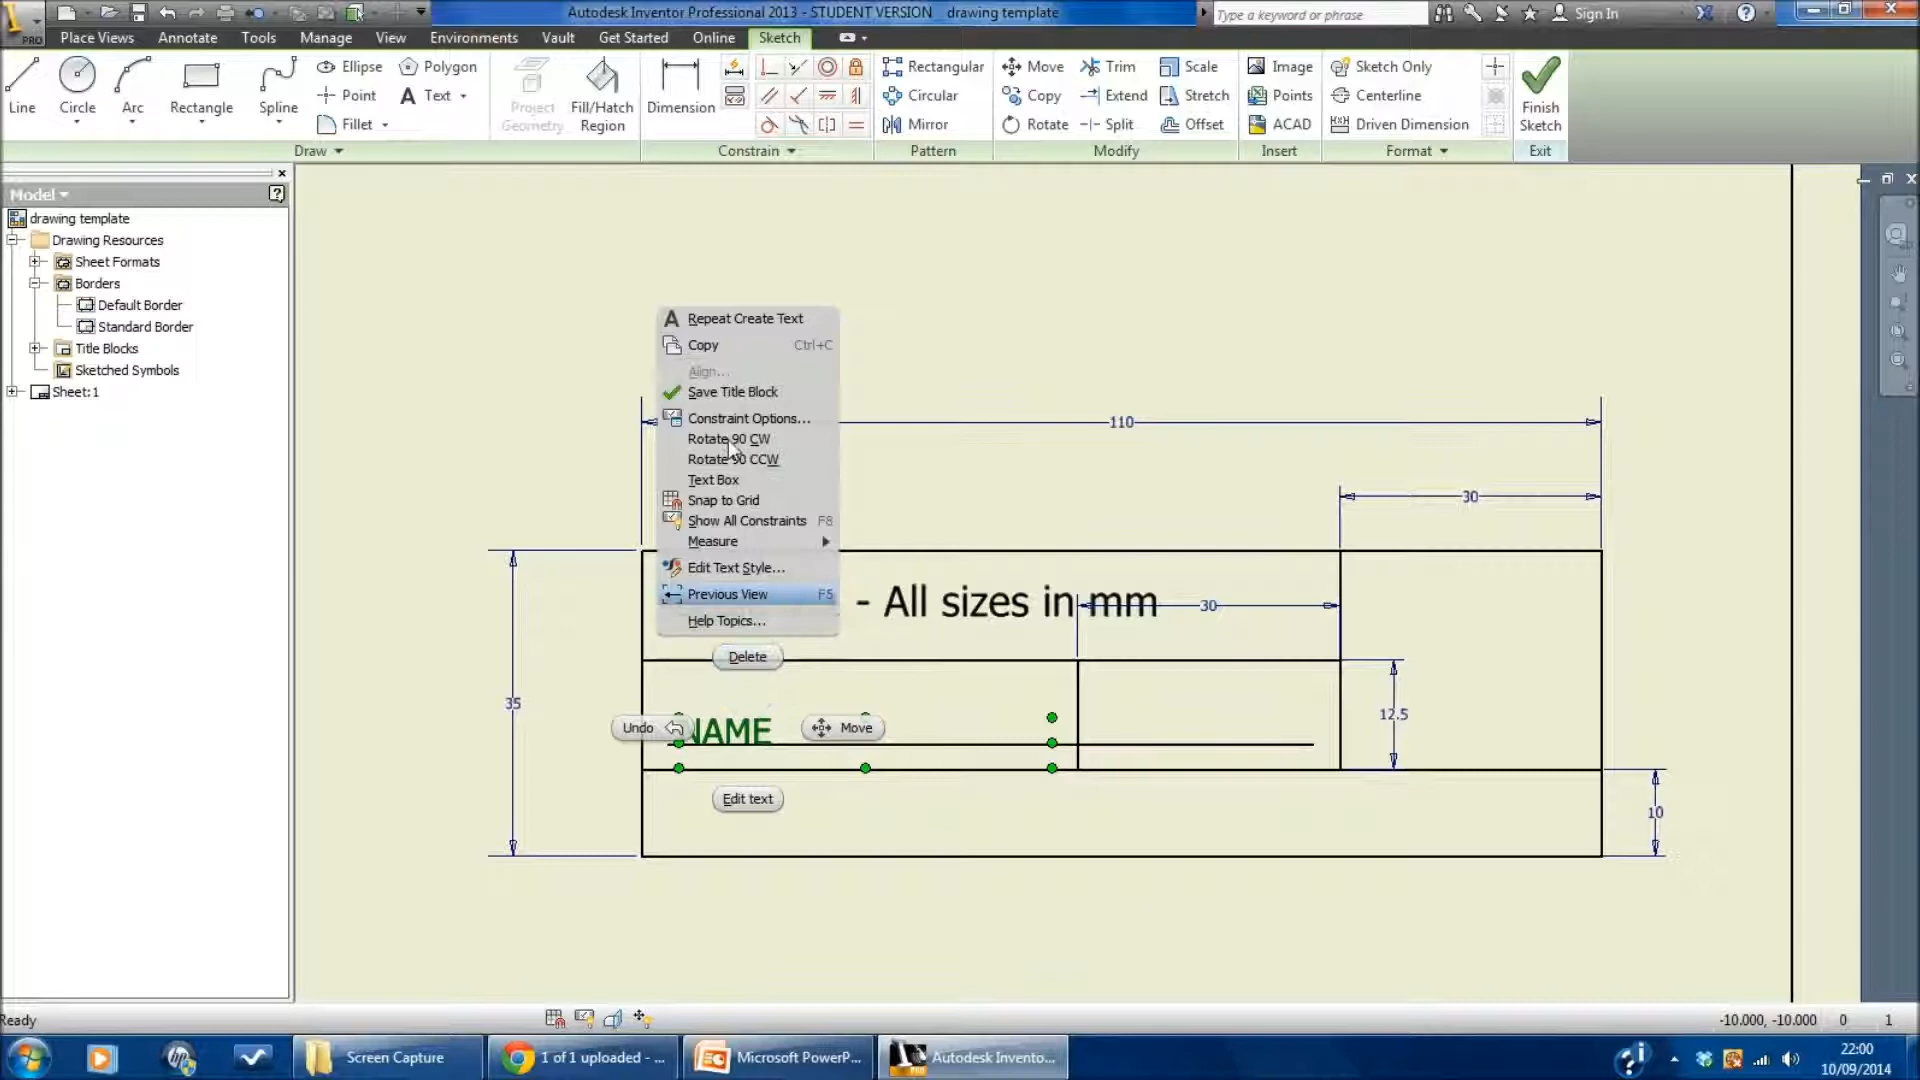 Autodesk Inventor Professional 2013 - STUDENT VERSION drawing template
Type a keyword or phrase
Sign In
PRO
Place Views Annotate Tools Manage View Environments Vault Get Started Online Sketch
Line Circle Arc Rectangle Spline
Ellipse Polygon
Point A Text
Fillet
Project Geometry
Fill/Hatch Region
Dimension
Rectangular
Circular
Mirror
Move Trim Scale
Copy Extend Stretch
Rotate Split Offset
Image
Points
ACAD
Sketch Only
Centerline
Driven Dimension
Finish Sketch
Draw Constrain Pattern Modify Insert Format Exit
Model
drawing template
Drawing Resources
Sheet Formats
Borders
Default Border
Standard Border
Title Blocks
Sketched Symbols
Sheet:1
A Repeat Create Text
Copy Ctrl+C
Align...
Save Title Block
Constraint Options...
Rotate 90 CW
Rotate 90 CCW
Text Box
Snap to Grid
Show All Constraints F8
Measure
Edit Text Style...
Previous View F5
Help Topics...
Delete
Undo
Move
Edit text
110
30
- All sizes in mm
30
35
NAME
12.5
10
Ready
-10.000, -10.000 0 1
Screen Capture
1 of 1 uploaded - ...
Microsoft PowerP...
Autodesk Invento...
22:00
10/09/2014